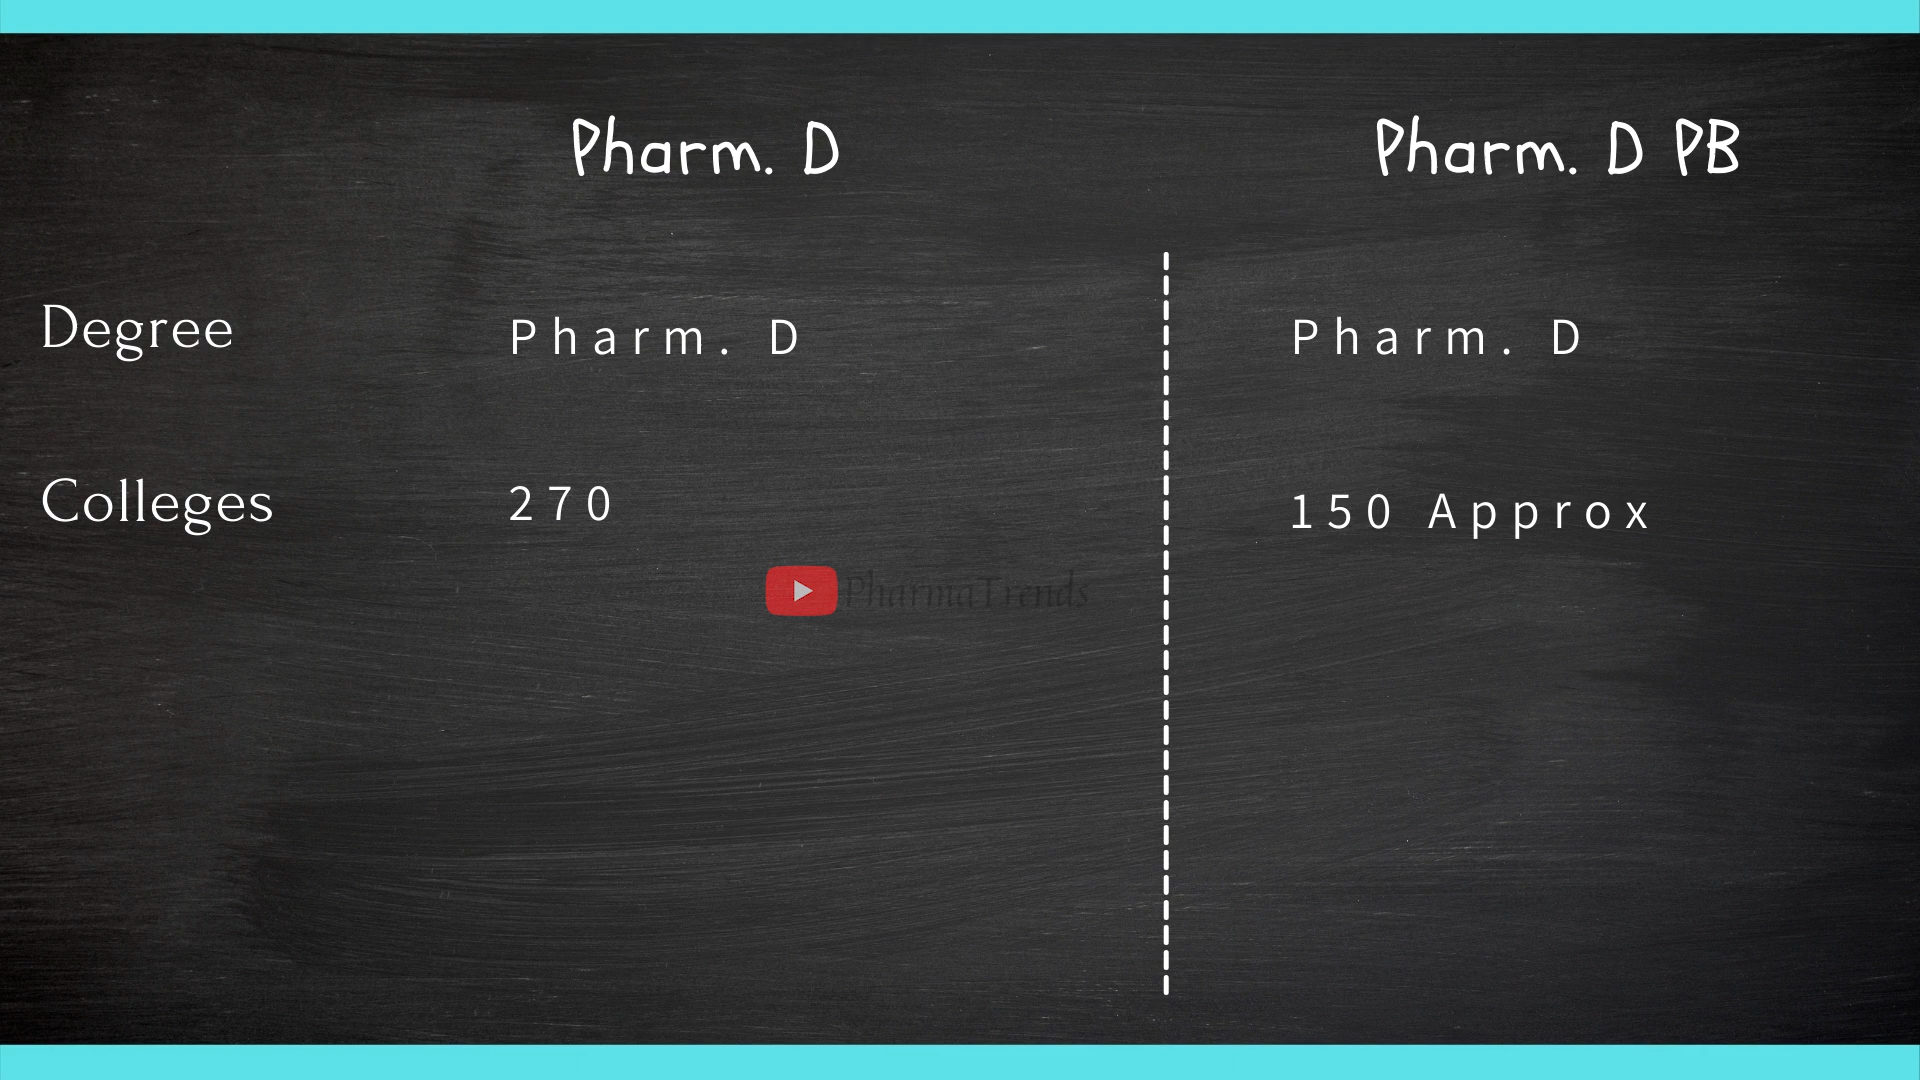 Pharm. D Pharm. D PB
Degree Pharm. D Pharm. D
Colleges 270 150 Approx
PharmaTrends